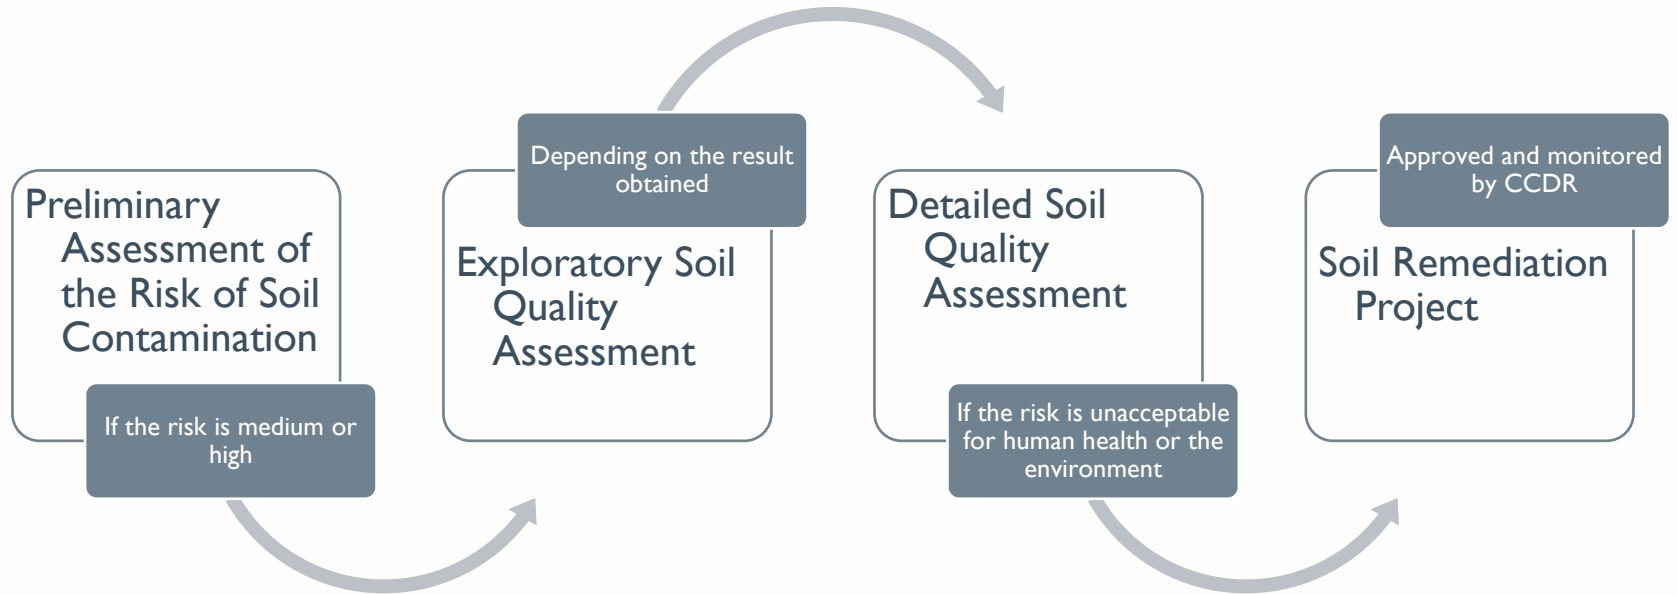 Preliminary
Assessment of
the Risk of Soil
Contamination
If the risk is medium or
high
Depending on the result
obtained
Exploratory Soil
Quality
Assessment
Detailed Soil
Quality
Assessment
If the risk is unacceptable
for human health or the
environment
Approved and monitored
by CCDR
Soil Remediation
Project